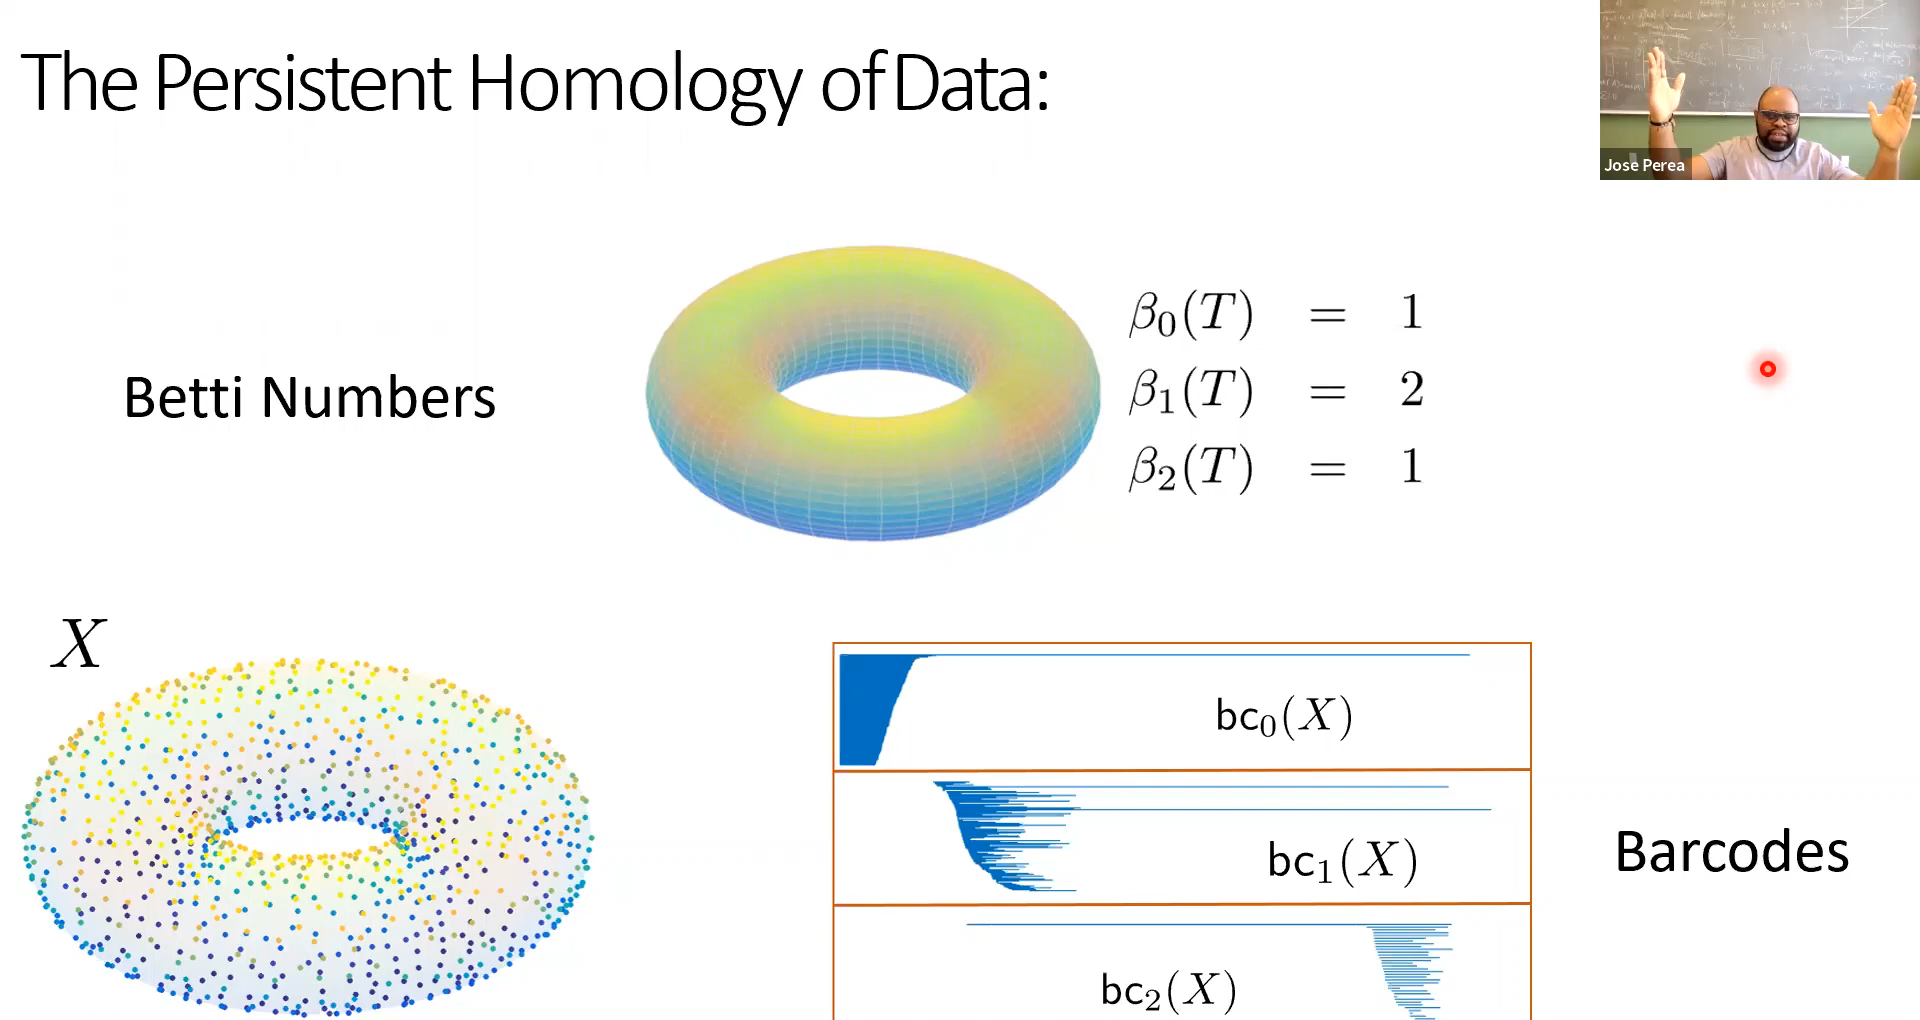 The Persistent Homology of Data:
Jose Perea
Betti Numbers
β₀(T) = 1
β₁(T) = 2
β₂(T) = 1
X
bc₀(X)
bc₁(X)
Barcodes
bc₂(X)